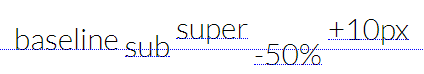 baseline sub super -50% +10px